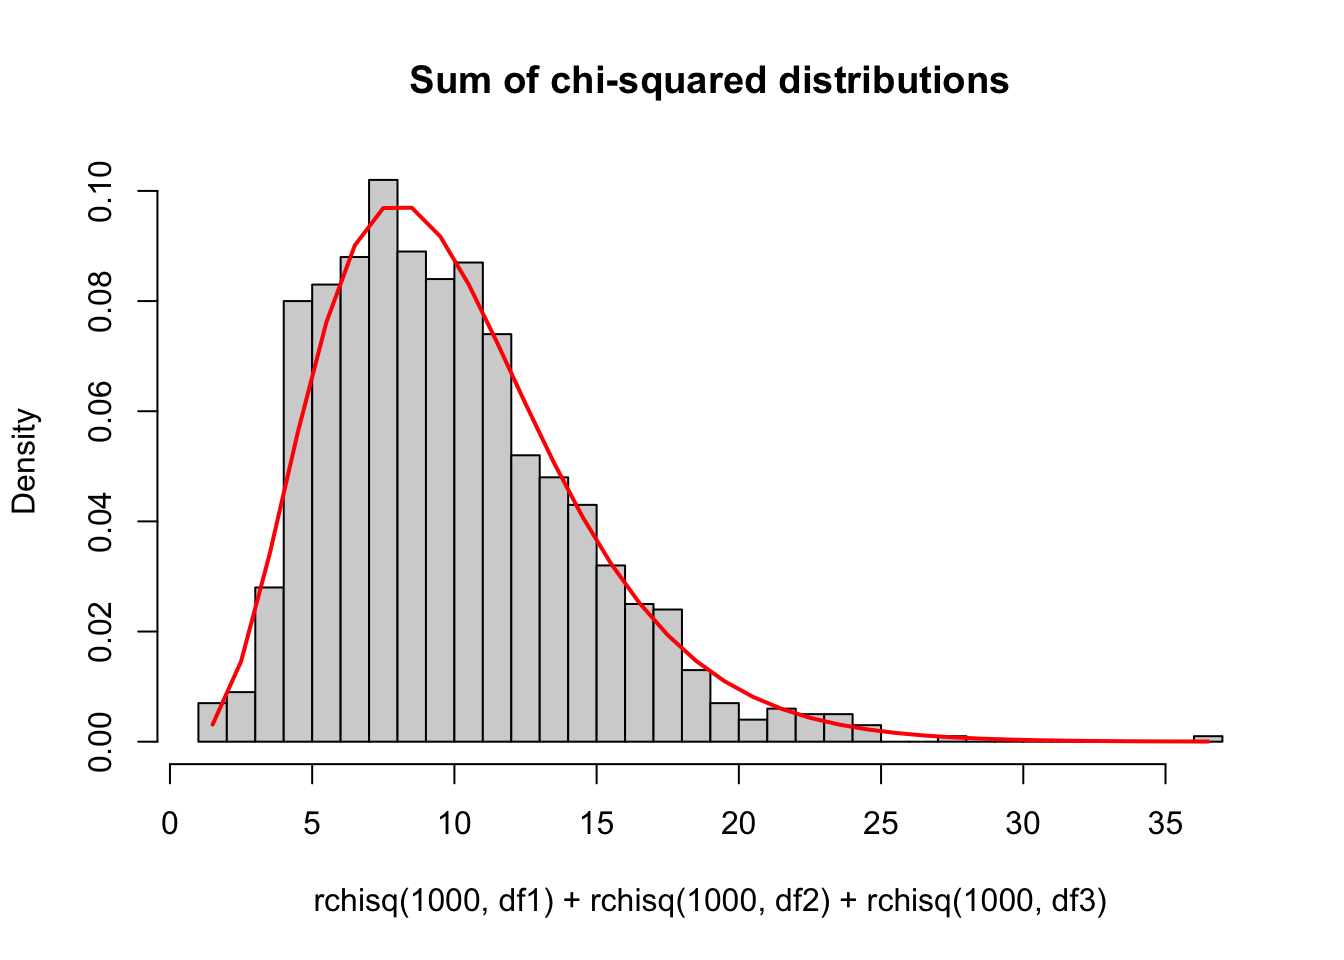 Sum of chi-squared distributions
Density
0.10
0.08
0.06
0.04
0.02
0.00
0 5 10 15 20 25 30 35
rchisq(1000, df1) + rchisq(1000, df2) + rchisq(1000, df3)